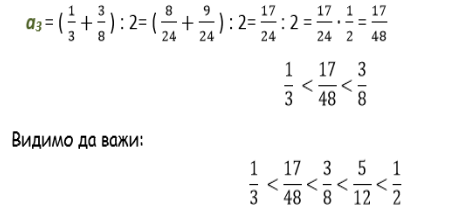 a₃=(1/3+3/8):2=(8/24+9/24):2=17/24:2=17/24·1/2=17/48
1/3<17/48<3/8
Видимо да важи:
1/3<17/48<3/8<5/12<1/2